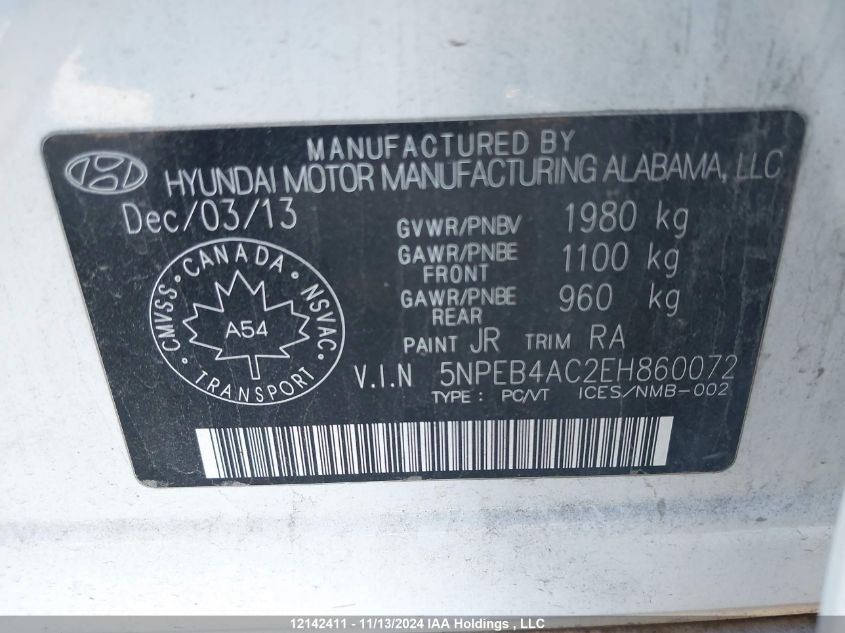 MANUFACTURED BY
HYUNDAI MOTOR MANUFACTURING ALABAMA, LLC
Dec/03/13
GVWR/PNBV 1980 kg
GAWR/PNBE FRONT 1100 kg
GAWR/PNBE REAR 960 kg
CMVSS • CANADA • NSVAC • TRANSPORT •
A54
PAINT JR TRIM RA
V.I.N 5NPEB4AC2EH860072
TYPE : PC/VT ICES/NMB-002
12142411 - 11/13/2024 IAA Holdings , LLC